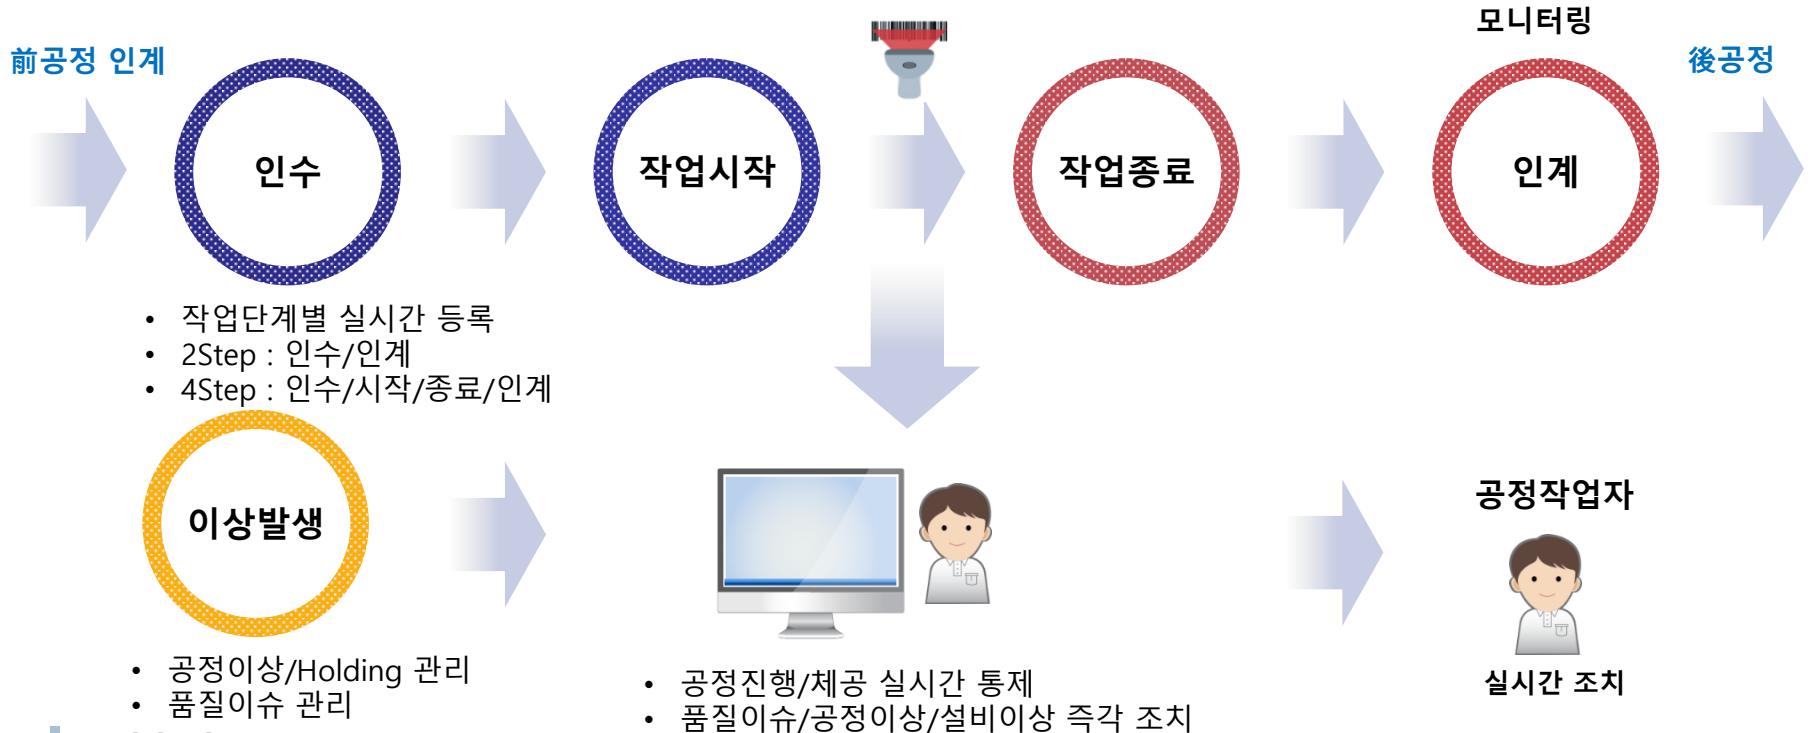 모니터링
前공정 인계
後공정
인수
작업시작
작업종료
인계
• 작업단계별 실시간 등록
• 2Step : 인수/인계
• 4Step : 인수/시작/종료/인계
이상발생
공정작업자
실시간 조치
• 공정이상/Holding 관리
• 품질이슈 관리
• 공정진행/체공 실시간 통제
• 품질이슈/공정이상/설비이상 즉각 조치